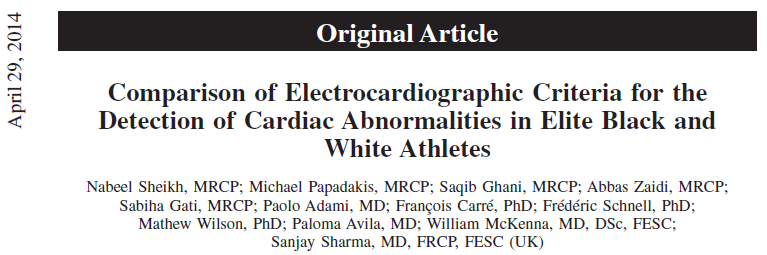 April 29, 2014
Original Article
Comparison of Electrocardiographic Criteria for the
Detection of Cardiac Abnormalities in Elite Black and
White Athletes
Nabeel Sheikh, MRCP; Michael Papadakis, MRCP; Saqib Ghani, MRCP; Abbas Zaidi, MRCP;
Sabiha Gati, MRCP; Paolo Adami, MD; François Carré, PhD; Frédéric Schnell, PhD;
Mathew Wilson, PhD; Paloma Avila, MD; William McKenna, MD, DSc, FESC;
Sanjay Sharma, MD, FRCP, FESC (UK)